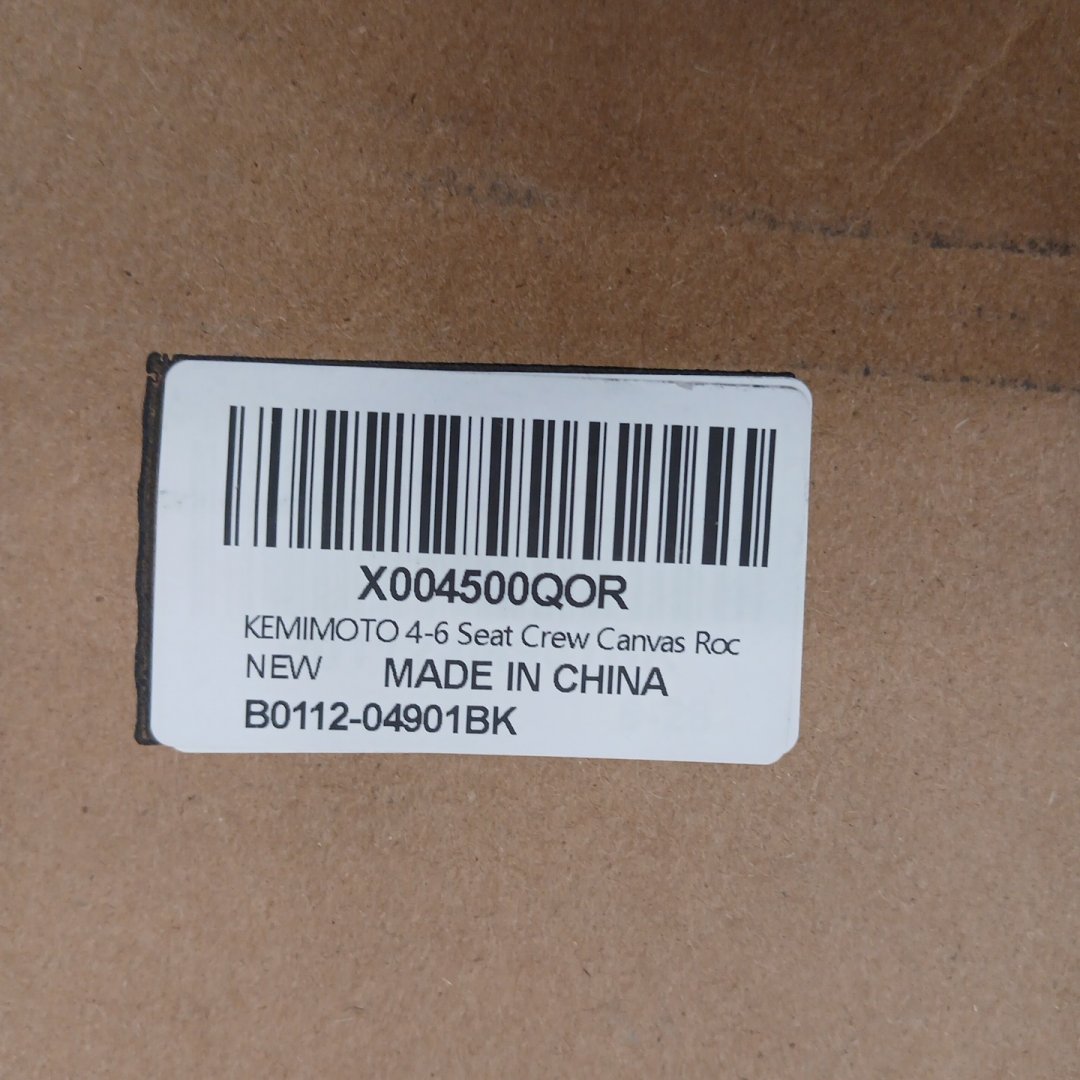 X004500QOR
KEMIMOTO 4-6 Seat Crew Canvas Roc
NEW MADE IN CHINA
B0112-04901BK